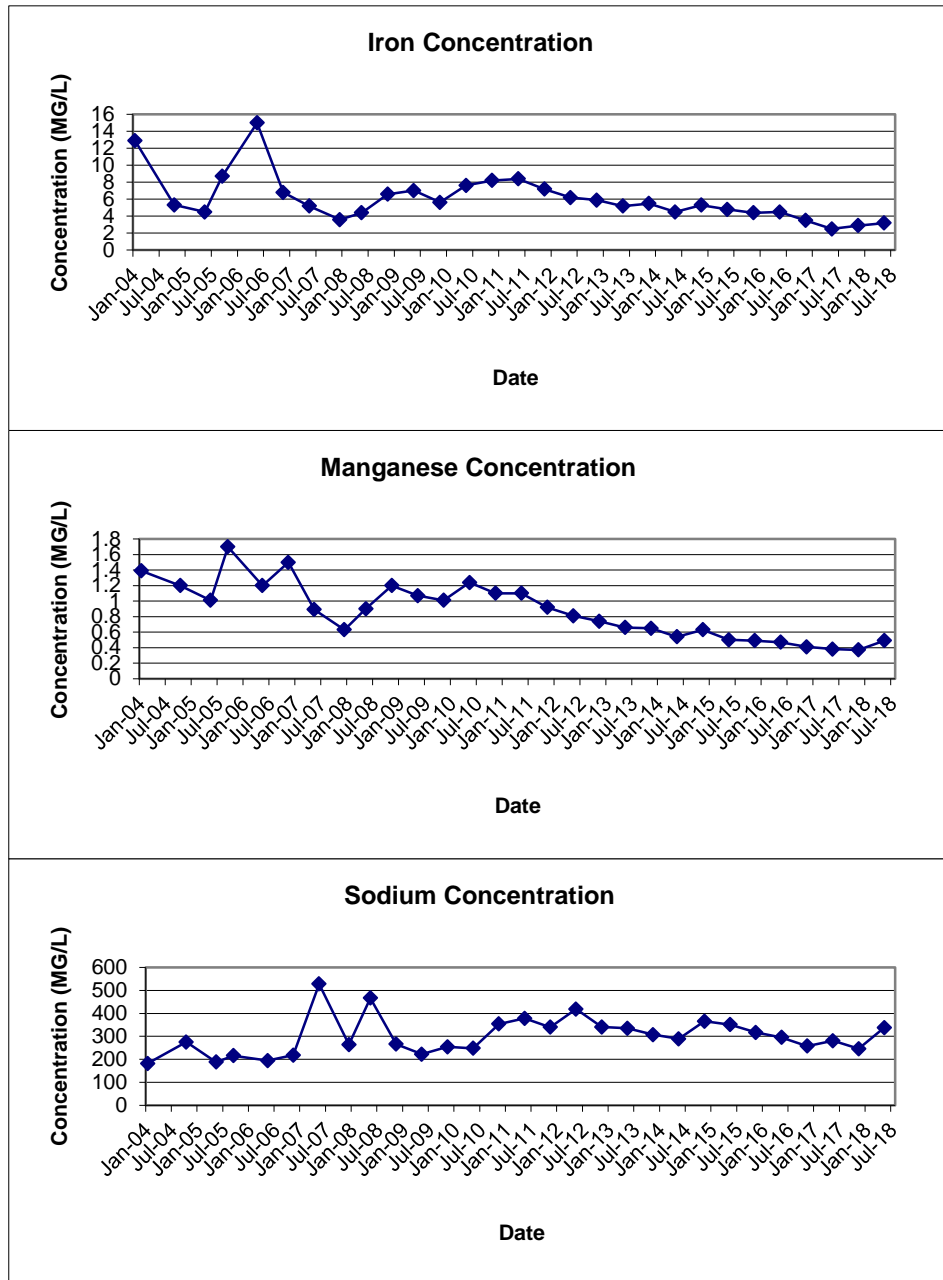 Iron Concentration
Concentration (MG/L)
16
14
12
10
8
6
4
2
0
Jan-04
Jul-04
Jan-05
Jul-05
Jan-06
Jul-06
Jan-07
Jul-07
Jan-08
Jul-08
Jan-09
Jul-09
Jan-10
Jul-10
Jan-11
Jul-11
Jan-12
Jul-12
Jan-13
Jul-13
Jan-14
Jul-14
Jan-15
Jul-15
Jan-16
Jul-16
Jan-17
Jul-17
Jan-18
Jul-18
Date
Manganese Concentration
Concentration (MG/L)
1.8
1.6
1.4
1.2
1
0.8
0.6
0.4
0.2
0
Jan-04
Jul-04
Jan-05
Jul-05
Jan-06
Jul-06
Jan-07
Jul-07
Jan-08
Jul-08
Jan-09
Jul-09
Jan-10
Jul-10
Jan-11
Jul-11
Jan-12
Jul-12
Jan-13
Jul-13
Jan-14
Jul-14
Jan-15
Jul-15
Jan-16
Jul-16
Jan-17
Jul-17
Jan-18
Jul-18
Date
Sodium Concentration
Concentration (MG/L)
600
500
400
300
200
100
0
Jan-04
Jul-04
Jan-05
Jul-05
Jan-06
Jul-06
Jan-07
Jul-07
Jan-08
Jul-08
Jan-09
Jul-09
Jan-10
Jul-10
Jan-11
Jul-11
Jan-12
Jul-12
Jan-13
Jul-13
Jan-14
Jul-14
Jan-15
Jul-15
Jan-16
Jul-16
Jan-17
Jul-17
Jan-18
Jul-18
Date